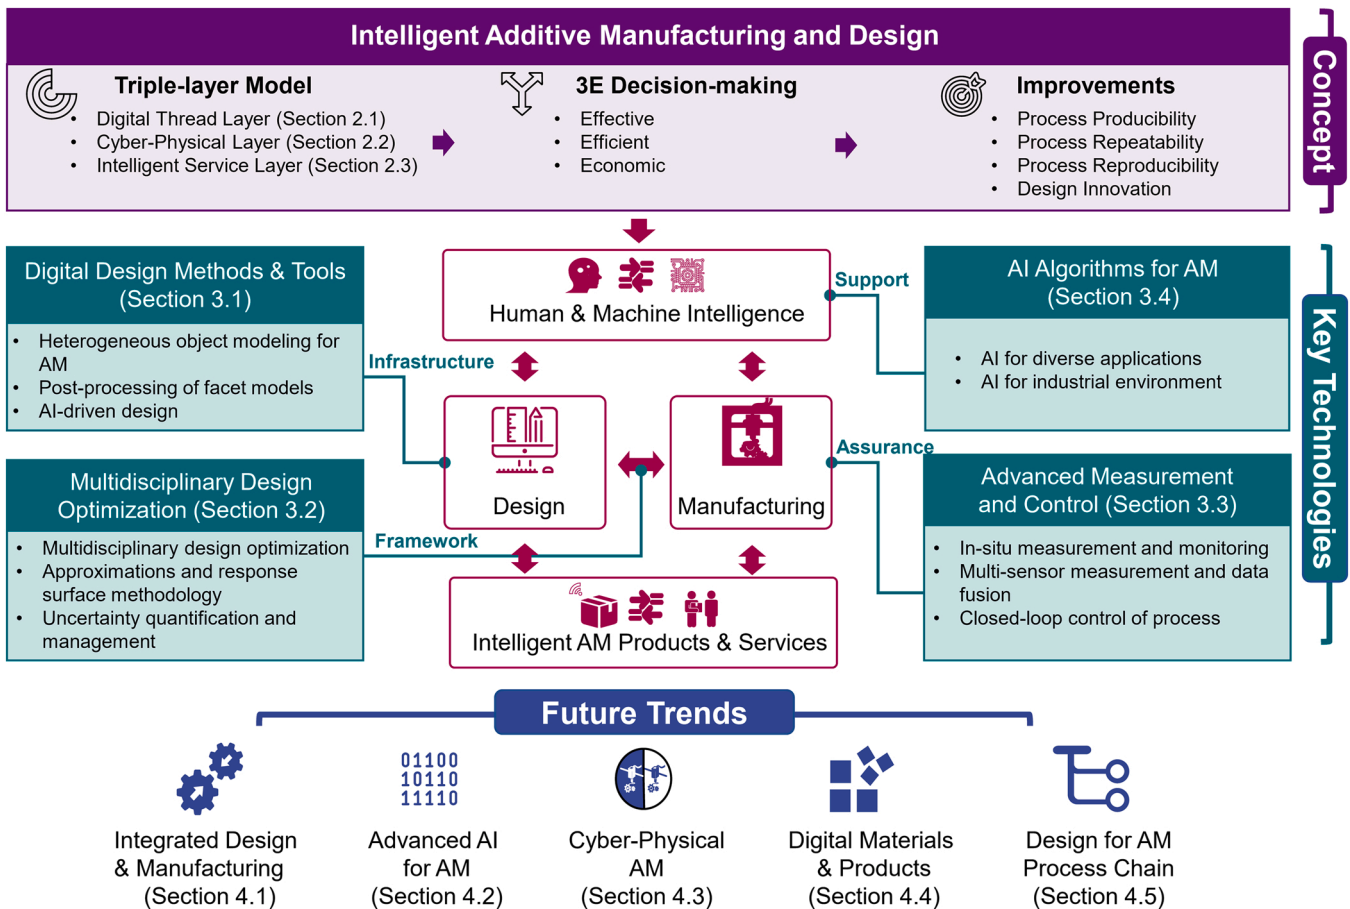 Intelligent Additive Manufacturing and Design
Concept
Triple-layer Model
• Digital Thread Layer (Section 2.1)
• Cyber-Physical Layer (Section 2.2)
• Intelligent Service Layer (Section 2.3)
3E Decision-making
• Effective
• Efficient
• Economic
Improvements
• Process Producibility
• Process Repeatability
• Process Reproducibility
• Design Innovation
Key Technologies
Digital Design Methods & Tools
(Section 3.1)
• Heterogeneous object modeling for
AM
• Post-processing of facet models
• AI-driven design
Infrastructure
Multidisciplinary Design
Optimization (Section 3.2)
• Multidisciplinary design optimization
• Approximations and response
surface methodology
• Uncertainty quantification and
management
Framework
Human & Machine Intelligence
Design
Manufacturing
Intelligent AM Products & Services
Support
AI Algorithms for AM
(Section 3.4)
• AI for diverse applications
• AI for industrial environment
Assurance
Advanced Measurement
and Control (Section 3.3)
• In-situ measurement and monitoring
• Multi-sensor measurement and data
fusion
• Closed-loop control of process
Future Trends
01100
10110
11110
Integrated Design
& Manufacturing
(Section 4.1)
Advanced AI
for AM
(Section 4.2)
Cyber-Physical
AM
(Section 4.3)
Digital Materials
& Products
(Section 4.4)
Design for AM
Process Chain
(Section 4.5)